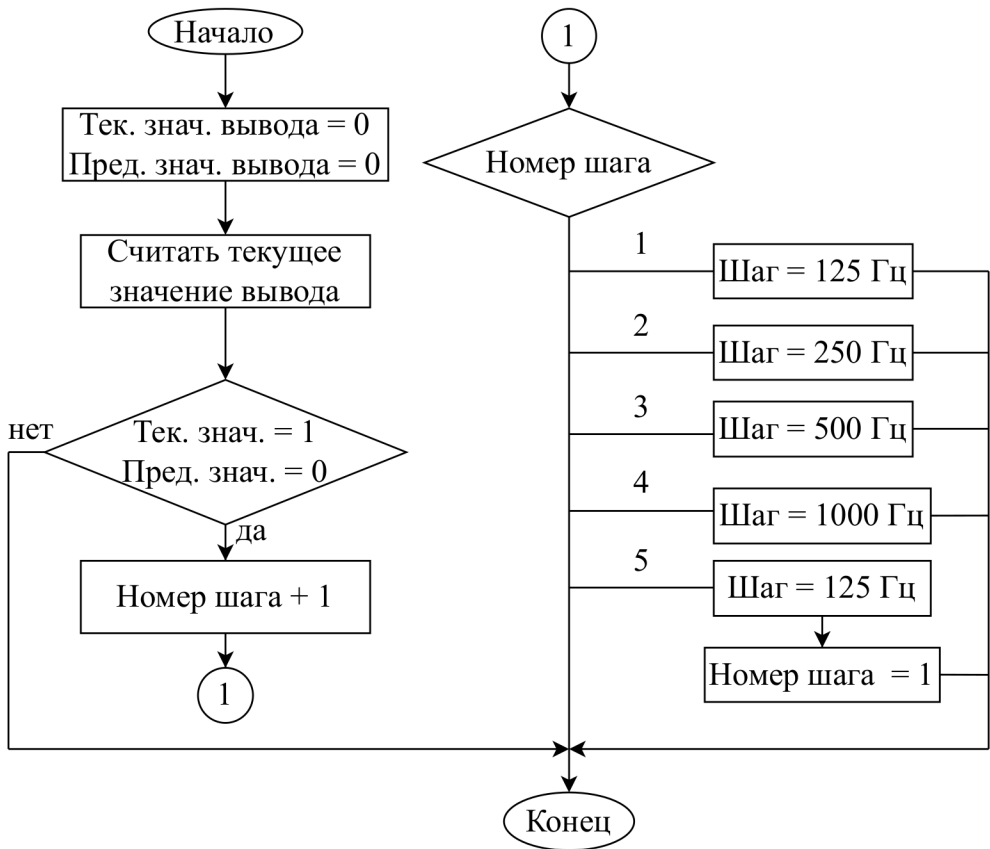 Начало
Тек. знач. вывода = 0
Пред. знач. вывода = 0
Считать текущее
значение вывода
нет
Тек. знач. = 1
Пред. знач. = 0
да
Номер шага + 1
1
1
Номер шага
1
Шаг = 125 Гц
2
Шаг = 250 Гц
3
Шаг = 500 Гц
4
Шаг = 1000 Гц
5
Шаг = 125 Гц
Номер шага = 1
Конец